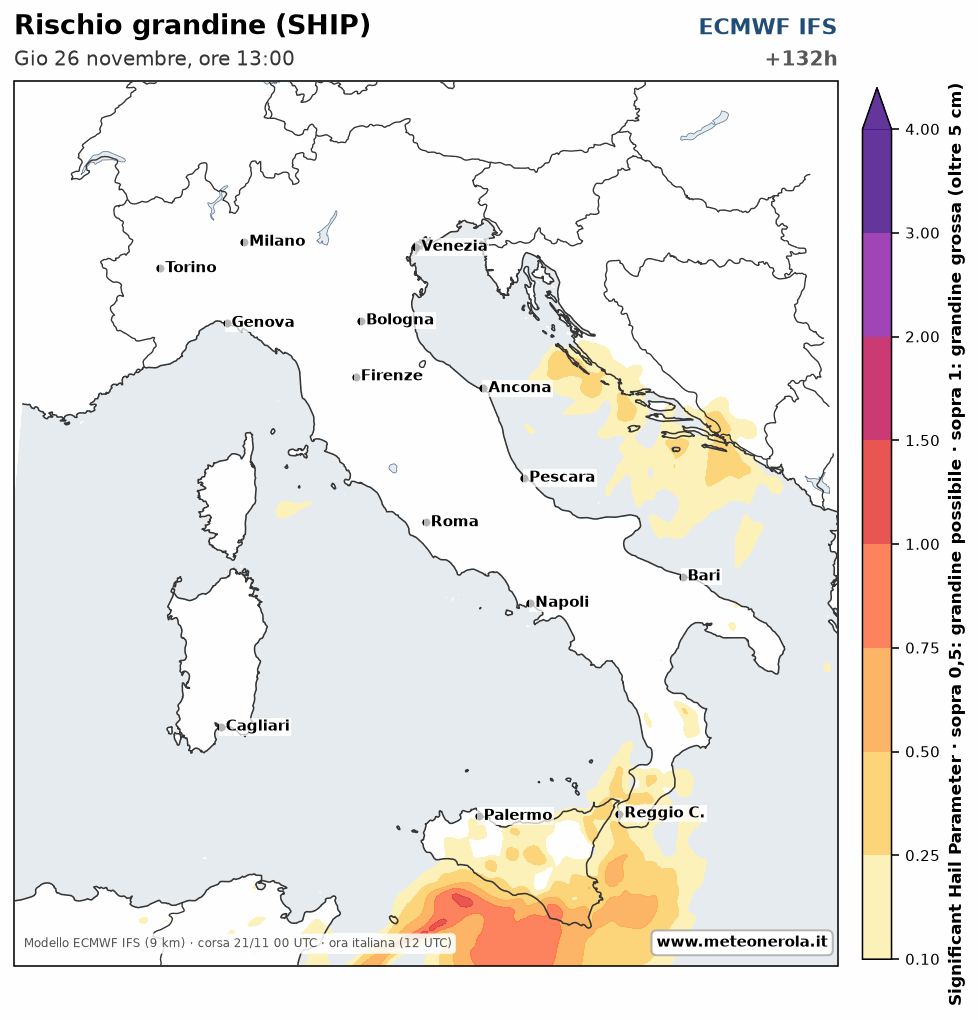 Rischio grandine (SHIP)
ECMWF IFS
Gio 26 novembre, ore 13:00
+132h
Milano
Venezia
Torino
Genova
Bologna
Firenze
Ancona
Pescara
Roma
Bari
Napoli
Cagliari
Palermo
Reggio C.
Modello ECMWF IFS (9 km) · corsa 21/11 00 UTC · ora italiana (12 UTC)
www.meteonerola.it
4.00
3.00
2.00
1.50
1.00
0.75
0.50
0.25
0.10
Significant Hail Parameter · sopra 0,5: grandine possibile · sopra 1: grandine grossa (oltre 5 cm)